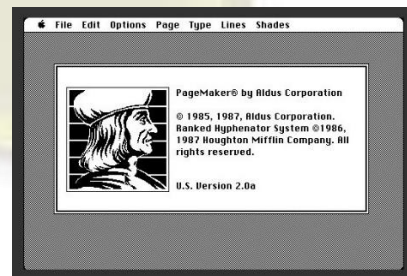 File Edit Options Page Type Lines Shades
PageMaker® by Aldus Corporation
© 1985, 1987, Aldus Corporation.
Ranked Hyphenator System ©1986,
1987 Houghton Mifflin Company. All
rights reserved.
U.S. Version 2.0a